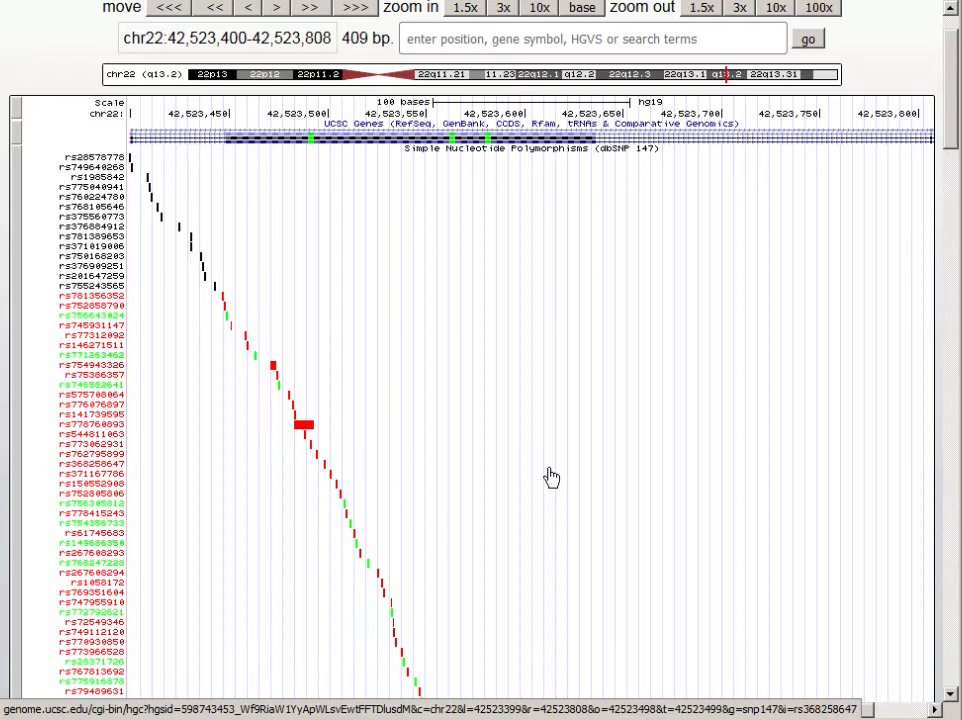 move <<< << < > >> >>> zoom in 1.5x 3x 10x base zoom out 1.5x 3x 10x 100x
chr22:42,523,400-42,523,808 409 bp. enter position, gene symbol, HGVS or search terms go
chr22 (q13.2) 22p13 22p12 22p11.2 22q11.21 11.23 22q12.1 q12.2 22q12.3 22q13.1 q13.2 22q13.31
Scale 100 bases hg19
chr22: 42,523,450 42,523,500 42,523,550 42,523,600 42,523,650 42,523,700 42,523,750 42,523,800
UCSC Genes (RefSeq, GenBank, CCDS, Rfam, tRNAs & Comparative Genomics)
Simple Nucleotide Polymorphisms (dbSNP 147)
rs28578778
rs749640268
rs1985842
rs775040941
rs760224780
rs768105646
rs375560773
rs376884912
rs781389653
rs371019006
rs750168203
rs376909251
rs201647259
rs755243565
rs781356352
rs752858790
rs756643024
rs745931147
rs77312092
rs146271511
rs771263462
rs754943326
rs75386357
rs746582641
rs575708064
rs776076897
rs141739595
rs778760893
rs544811063
rs773062931
rs762795899
rs368258647
rs371167786
rs150552908
rs752805806
rs756305812
rs778415243
rs754356733
rs61745683
rs149686350
rs267608293
rs768247228
rs267608294
rs1058172
rs769351604
rs747955910
rs772792621
rs72549346
rs749112120
rs770930850
rs773966528
rs28371726
rs767813692
rs775916878
rs79489631
genome.ucsc.edu/cgi-bin/hgc?hgsid=598743453_Wf9RiaW1YyApWLsvEwtFFTDlusdM&c=chr22&l=42523399&r=42523808&o=42523498&t=42523499&g=snp147&i=rs368258647